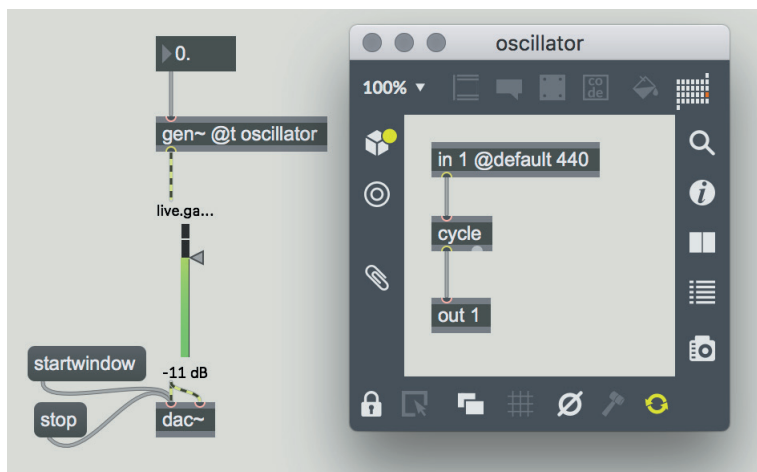 0.
gen~ @t oscillator
live.ga...
-11 dB
startwindow
stop
dac~
oscillator
100%
co
de
in 1 @default 440
cycle
out 1